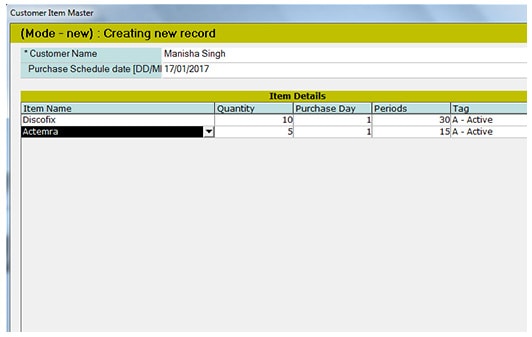 Customer Item Master
(Mode - new) : Creating new record
* Customer Name Manisha Singh
Purchase Schedule date [DD/MI 17/01/2017
Item Details
Item Name Quantity Purchase Day Periods Tag
Discofix 10 1 30 A - Active
Actemra 5 1 15 A - Active